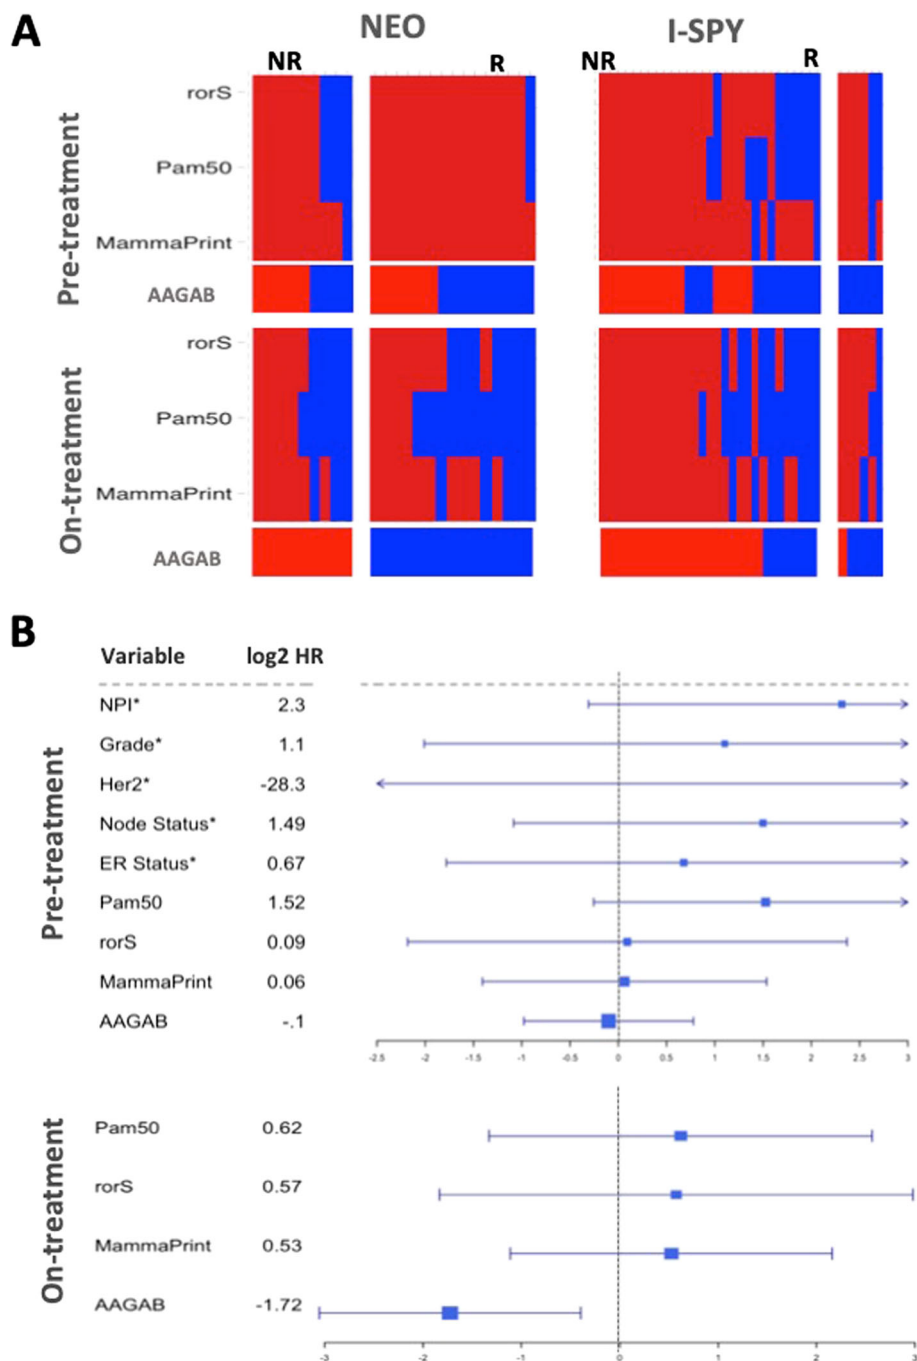 A
NEO
I-SPY
NR
R
NR
R
Pre-treatment
rorS
Pam50
MammaPrint
AAGAB
On-treatment
rorS
Pam50
MammaPrint
AAGAB
B
Variable log2 HR
Pre-treatment
NPI* 2.3
Grade* 1.1
Her2* -28.3
Node Status* 1.49
ER Status* 0.67
Pam50 1.52
rorS 0.09
MammaPrint 0.06
AAGAB -.1
-2.5 -2 -1.5 -1 -0.5 0 0.5 1 1.5 2 2.5 3
On-treatment
Pam50 0.62
rorS 0.57
MammaPrint 0.53
AAGAB -1.72
-3 -2 -1 0 1 2 3